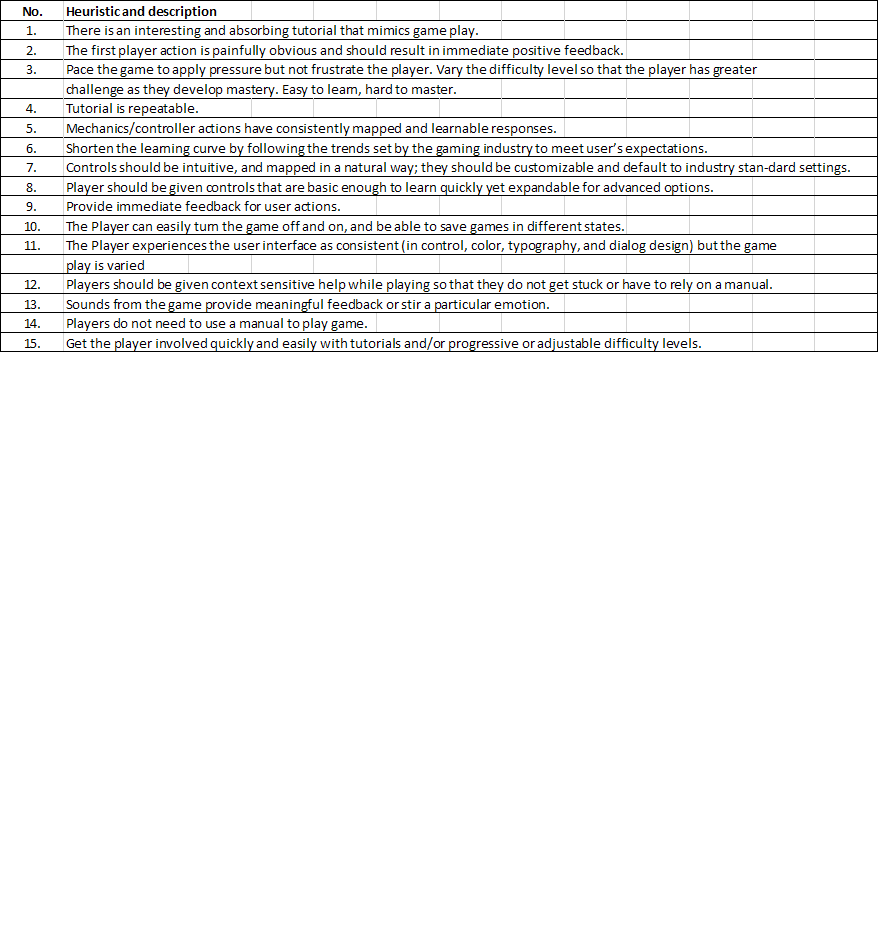 No. Heuristic and description
1. There is an interesting and absorbing tutorial that mimics game play.
2. The first player action is painfully obvious and should result in immediate positive feedback.
3. Pace the game to apply pressure but not frustrate the player. Vary the difficulty level so that the player has greater
challenge as they develop mastery. Easy to learn, hard to master.
4. Tutorial is repeatable.
5. Mechanics/controller actions have consistently mapped and learnable responses.
6. Shorten the learning curve by following the trends set by the gaming industry to meet user's expectations.
7. Controls should be intuitive, and mapped in a natural way; they should be customizable and default to industry stan-dard settings.
8. Player should be given controls that are basic enough to learn quickly yet expandable for advanced options.
9. Provide immediate feedback for user actions.
10. The Player can easily tum the game off and on, and be able to save games in different states.
11. The Player experiences the user interface as consistent (in control, color, typography, and dialog design) but the game
play is varied
12. Players should be given context sensitive help while playing so that they do not get stuck or have to rely on a manual.
13. Sounds from the game provide meaningful feedback or stir a particular emotion.
14. Players do not need to use a manual to play game.
15. Get the player involved quickly and easily with tutorials and/or progressive or adjustable difficulty levels.